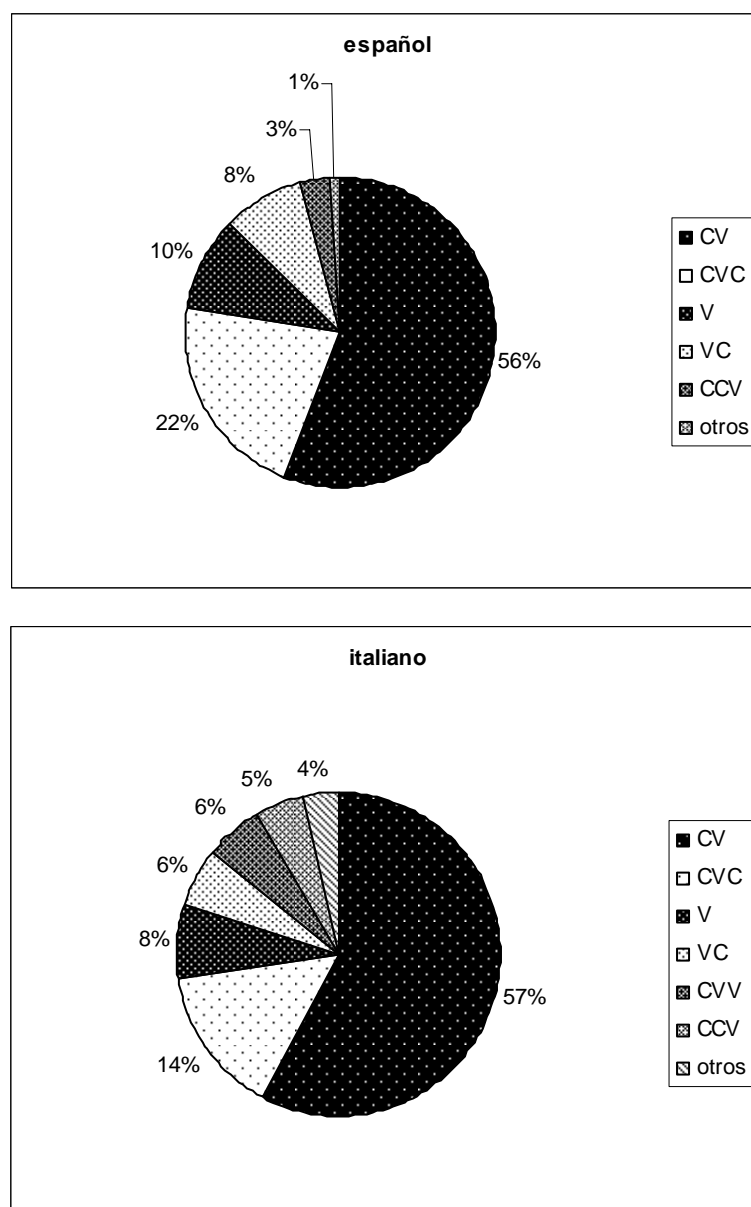 español
1%
3%
8%
10%
56%
22%
CV
CVC
V
VC
CCV
otros
italiano
4%
5%
6%
6%
8%
57%
14%
CV
CVC
V
VC
CVV
CCV
otros